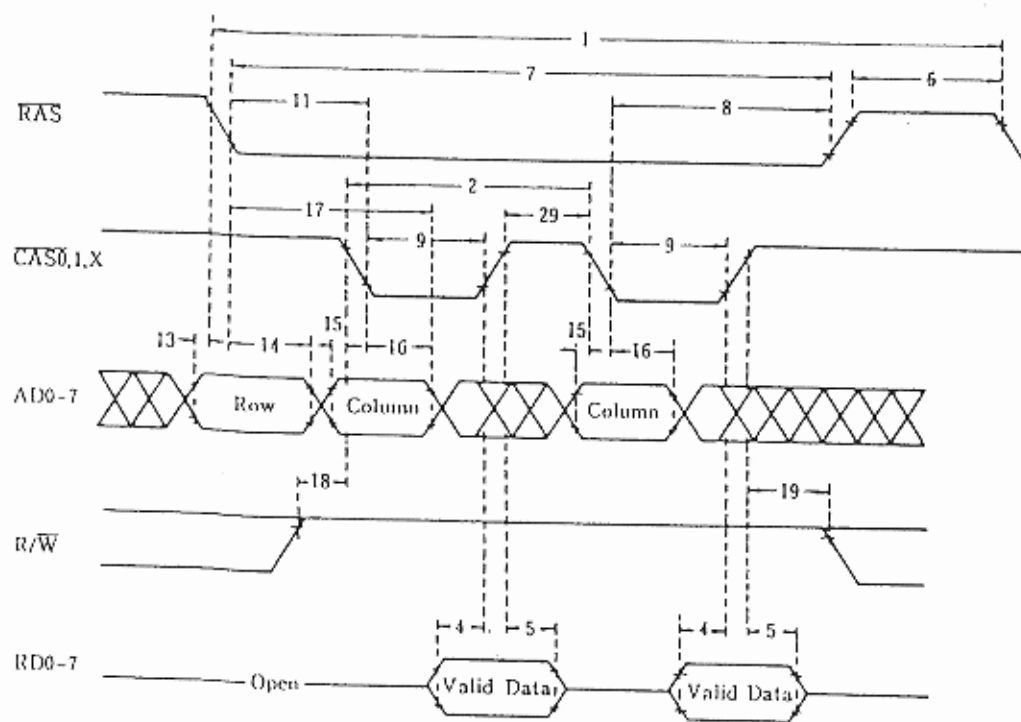 1
7
6
RAS
11
8
2
17
29
CAS0,1,X
9
9
13
14
15
16
15
16
AD0-7
Row
Column
Column
18
19
R/W
4
5
4
5
RD0-7
Open
Valid Data
Valid Data